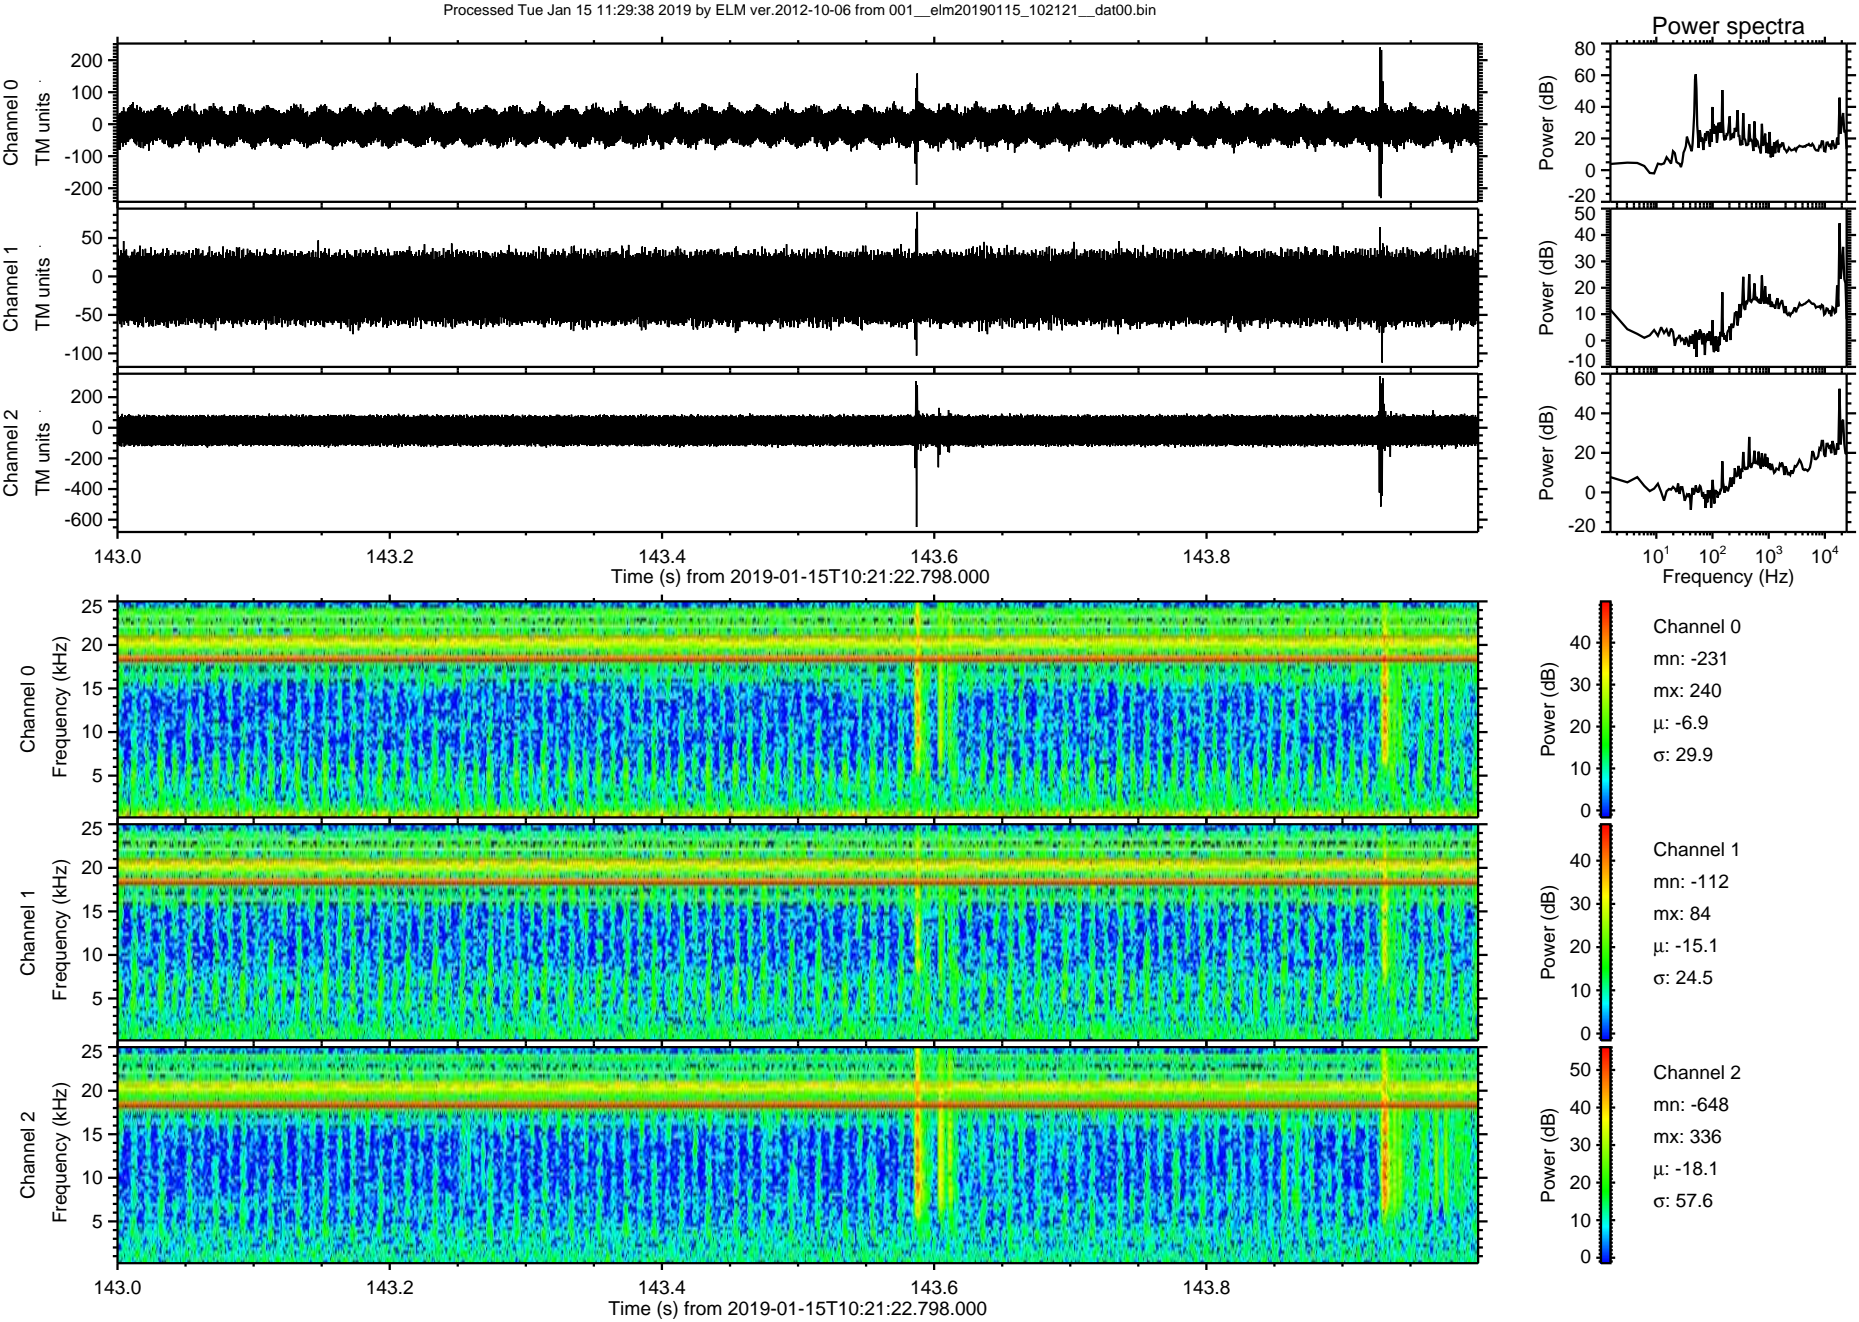 Processed Tue Jan 15 11:29:38 2019 by ELM ver.2012-10-06 from 001__elm20190115_102121__dat00.bin
Power spectra
Channel 0
TM units
200
100
0
-100
-200
Power (dB)
80
60
40
20
0
-20
Channel 1
TM units
50
0
-50
-100
Power (dB)
50
40
30
20
10
0
-10
Channel 2
TM units
200
0
-200
-400
-600
Power (dB)
60
40
20
0
-20
143.0 143.2 143.4 143.6 143.8
Time (s) from 2019-01-15T10:21:22.798.000
10^1 10^2 10^3 10^4
Frequency (Hz)
Channel 0
Frequency (kHz)
25
20
15
10
5
Power (dB)
40
30
20
10
0
Channel 0
mn: -231
mx: 240
μ: -6.9
σ: 29.9
Channel 1
Frequency (kHz)
25
20
15
10
5
Power (dB)
40
30
20
10
0
Channel 1
mn: -112
mx: 84
μ: -15.1
σ: 24.5
Channel 2
Frequency (kHz)
25
20
15
10
5
Power (dB)
50
40
30
20
10
0
Channel 2
mn: -648
mx: 336
μ: -18.1
σ: 57.6
143.0 143.2 143.4 143.6 143.8
Time (s) from 2019-01-15T10:21:22.798.000